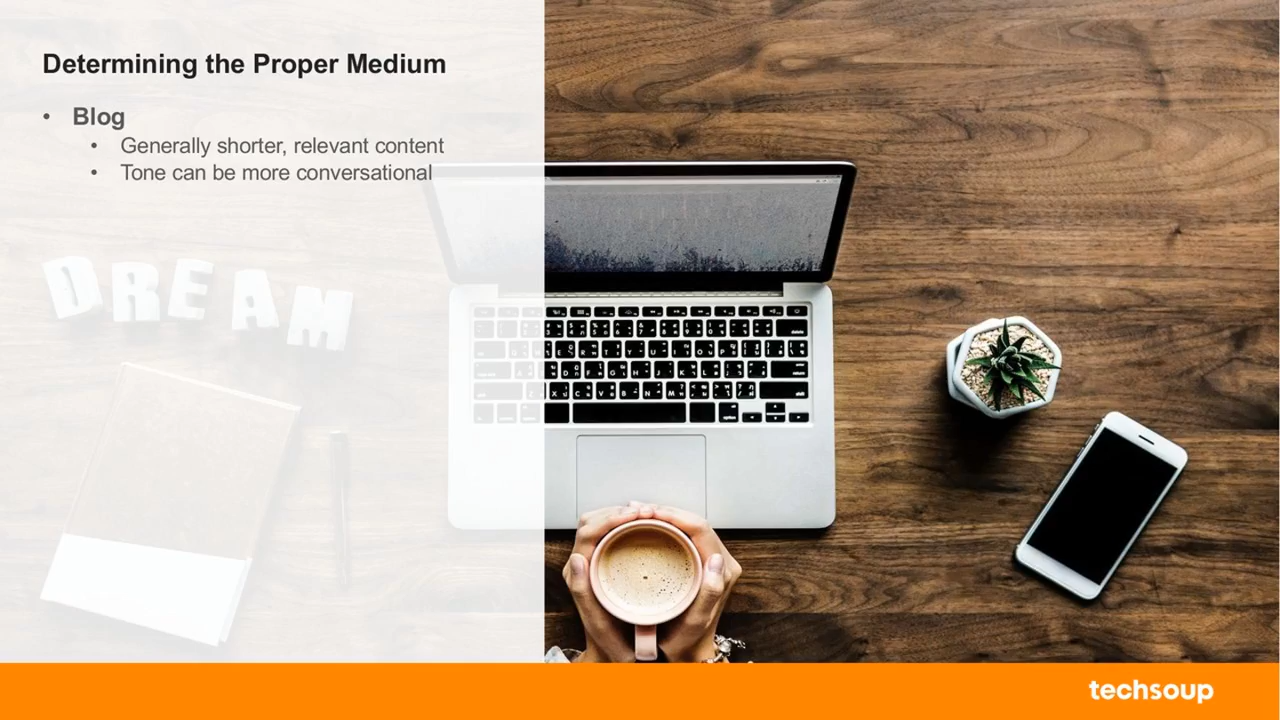 Determining the Proper Medium
• Blog
• Generally shorter, relevant content
• Tone can be more conversational
DREAM
techsoup